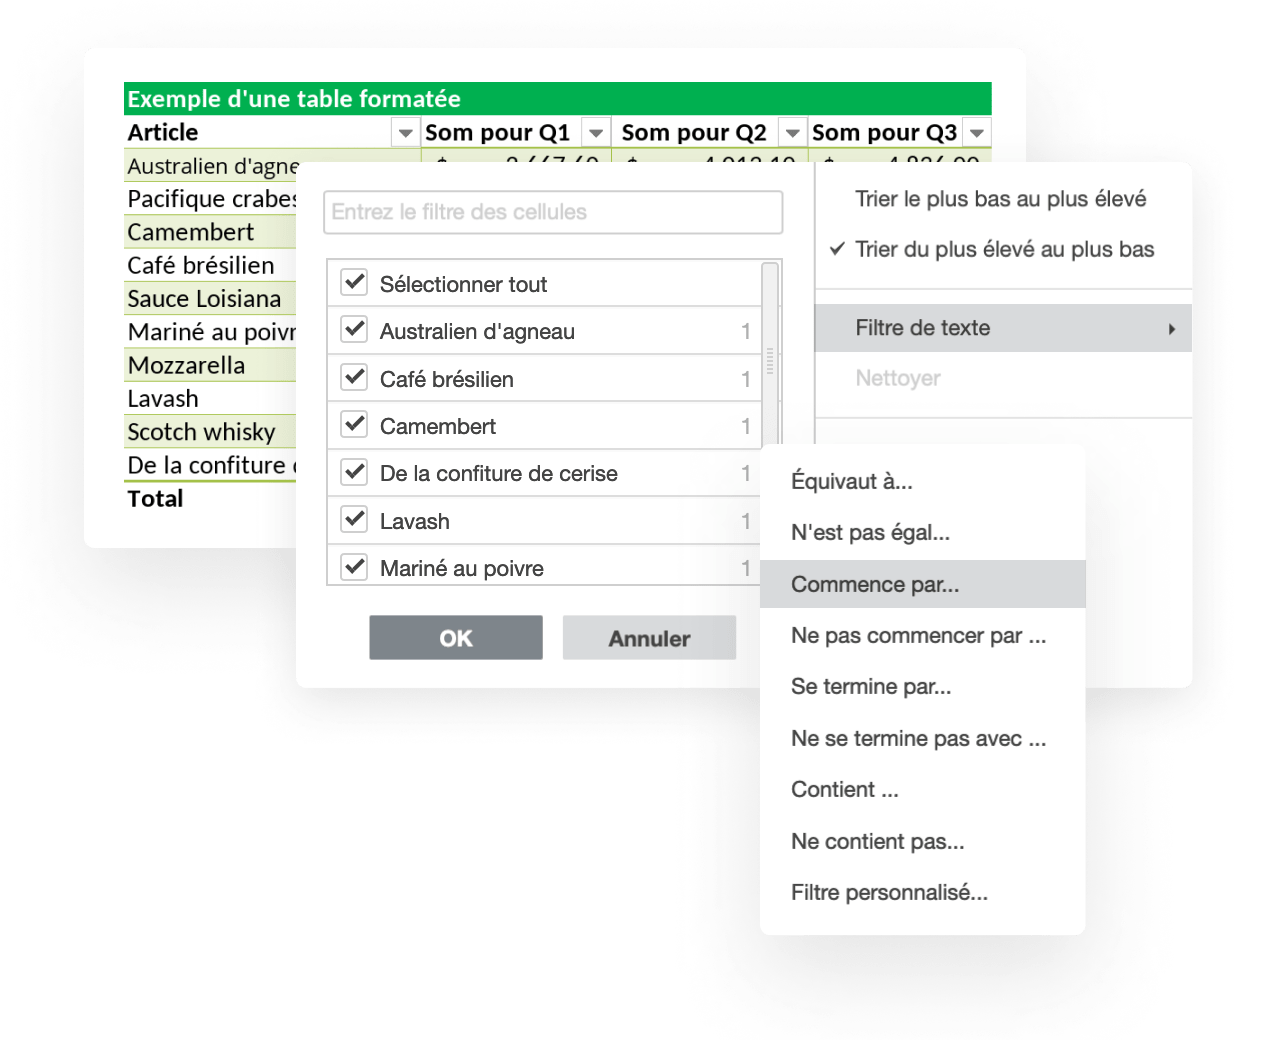 Exemple d'une table formatée
Article Som pour Q1 Som pour Q2 Som pour Q3
Australien d'agne
Pacifique crabes
Camembert
Café brésilien
Sauce Loisiana
Mariné au poivr
Mozzarella
Lavash
Scotch whisky
De la confiture
Total
Entrez le filtre des cellules
Sélectionner tout
Australien d'agneau 1
Café brésilien 1
Camembert 1
De la confiture de cerise 1
Lavash 1
Mariné au poivre 1
OK Annuler
Trier le plus bas au plus élevé
Trier du plus élevé au plus bas
Filtre de texte
Nettoyer
Équivaut à...
N'est pas égal...
Commence par...
Ne pas commencer par ...
Se termine par...
Ne se termine pas avec ...
Contient ...
Ne contient pas...
Filtre personnalisé...